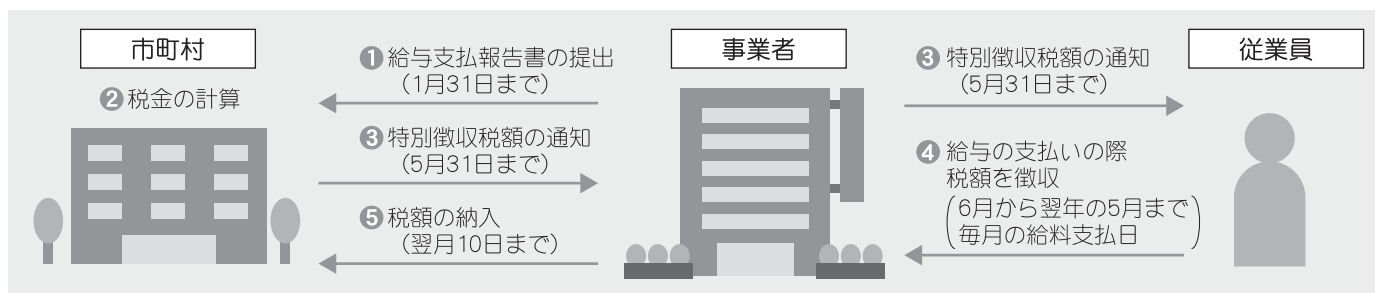 市町村
事業者
従業員
❶給与支払報告書の提出
(1月31日まで)
❷税金の計算
❸特別徴収税額の通知
(5月31日まで)
❸特別徴収税額の通知
(5月31日まで)
❹給与の支払いの際
税額を徴収
(6月から翌年の5月まで
毎月の給料支払日)
❺税額の納入
(翌月10日まで)